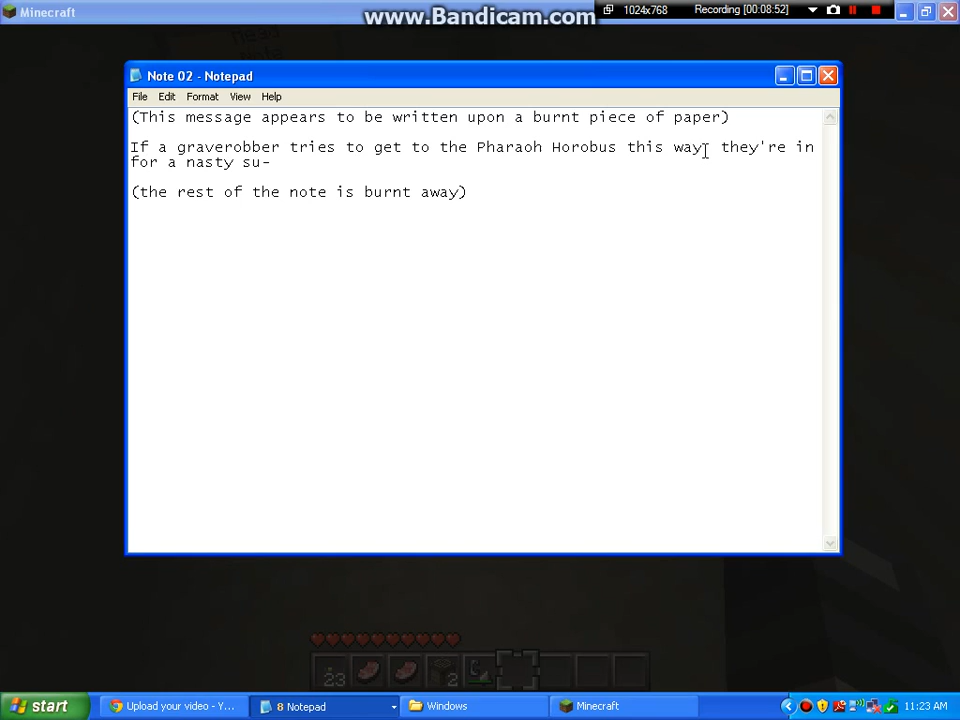 Minecraft
www.Bandicam.com
1024x768
Recording [00:08:52]
Note 02 - Notepad
File Edit Format View Help
(This message appears to be written upon a burnt piece of paper)
If a graverobber tries to get to the Pharaoh Horobus this way, they're in
for a nasty su-
(the rest of the note is burnt away)
23
2
start
Upload your video - Y...
8 Notepad
Windows
Minecraft
11:23 AM